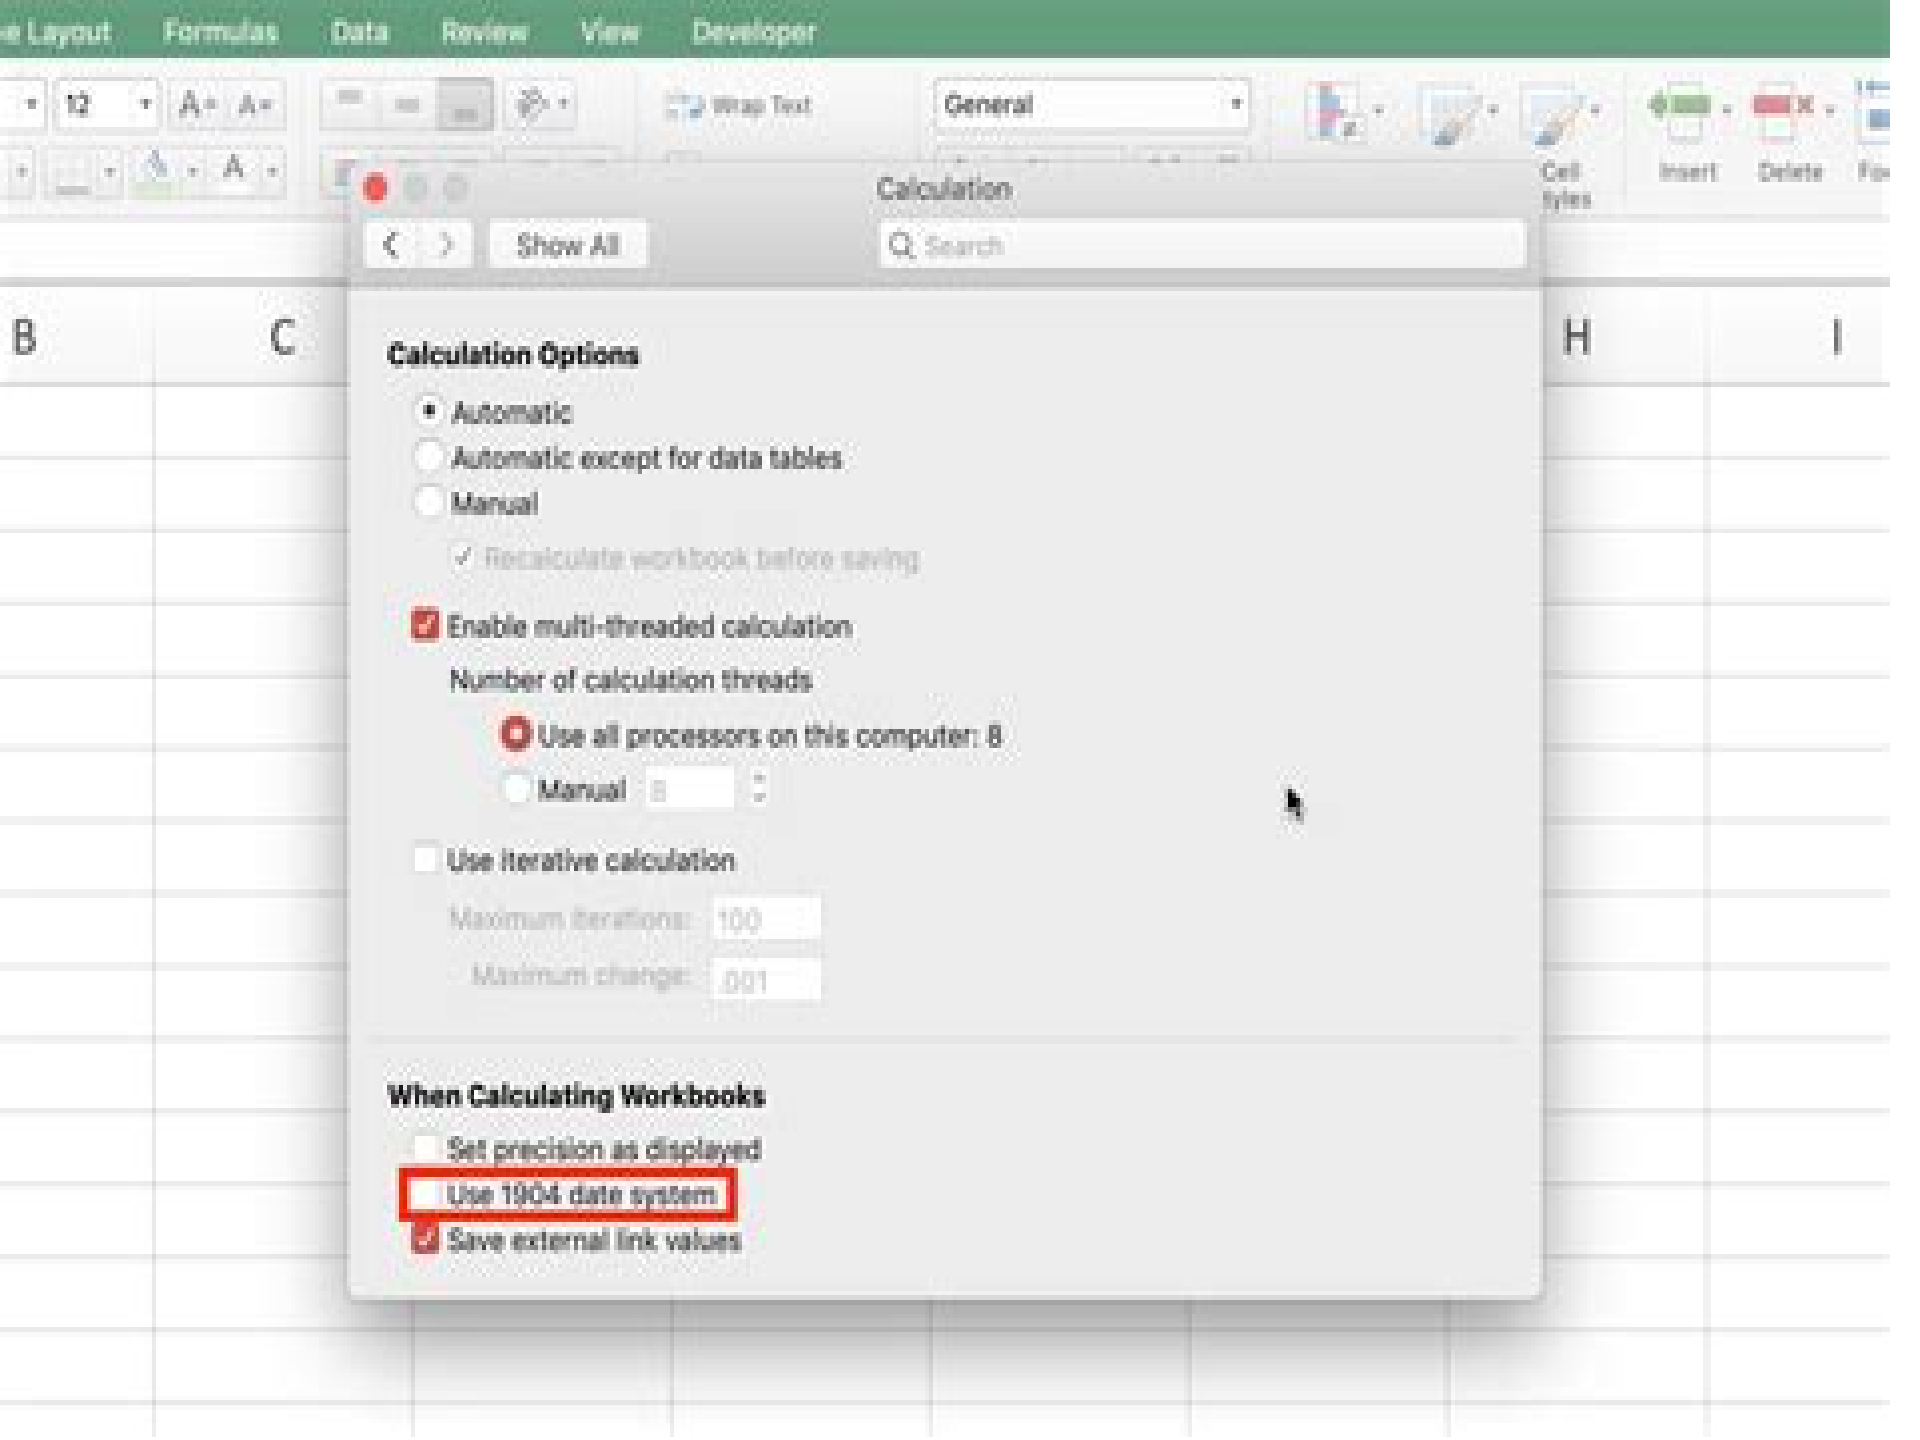 e Layout Formulas Data Review View Developer
12 A A Wrap Text General
A Cell Insert Delete Fo
Calculation
tyles
Show All Search
B C H I
Calculation Options
Automatic
Automatic except for data tables
Manual
Recalculate workbook before saving
Enable multi-threaded calculation
Number of calculation threads
Use all processors on this computer: 8
Manual 8
Use iterative calculation
Maximum iterations: 100
Maximum change: .001
When Calculating Workbooks
Set precision as displayed
Use 1904 date system
Save external link values